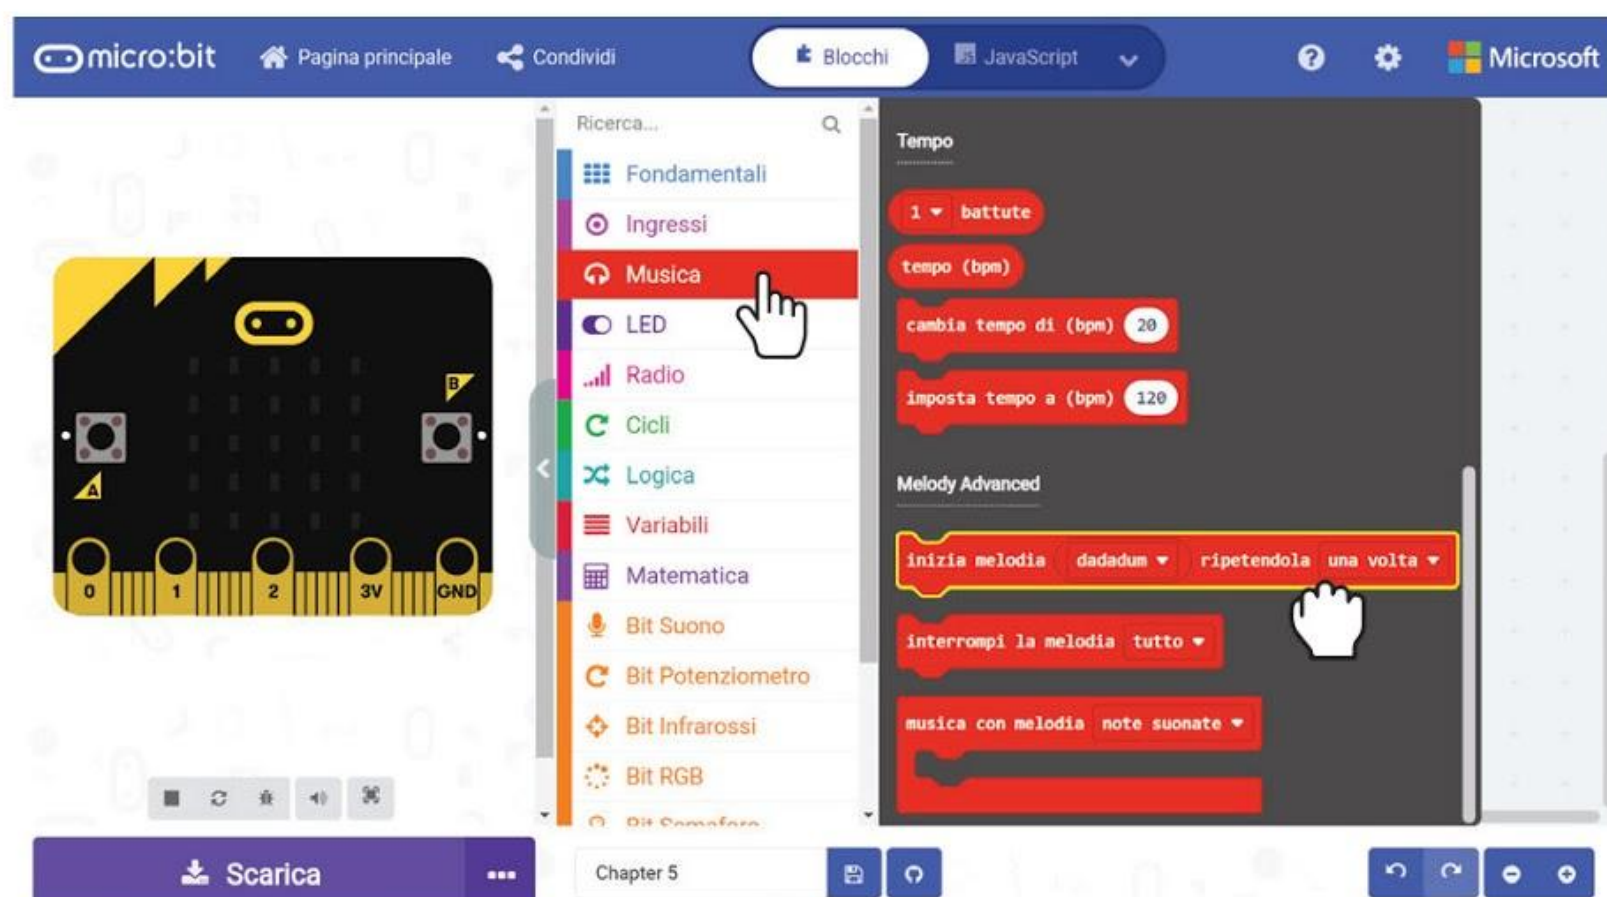 micro:bit Pagina principale Condividi Blocchi JavaScript ? Microsoft
Ricerca...
Fondamentali
Ingressi
Musica
LED
Radio
Cicli
Logica
Variabili
Matematica
Bit Suono
Bit Potenziometro
Bit Infrarossi
Bit RGB
Bit Semaforo
Tempo
1 battute
tempo (bpm)
cambia tempo di (bpm) 20
imposta tempo a (bpm) 120
Melody Advanced
inizia melodia dadadum ripetendola una volta
interrompi la melodia tutto
musica con melodia note suonate
B
A
0 1 2 3V GND
Scarica ...
Chapter 5